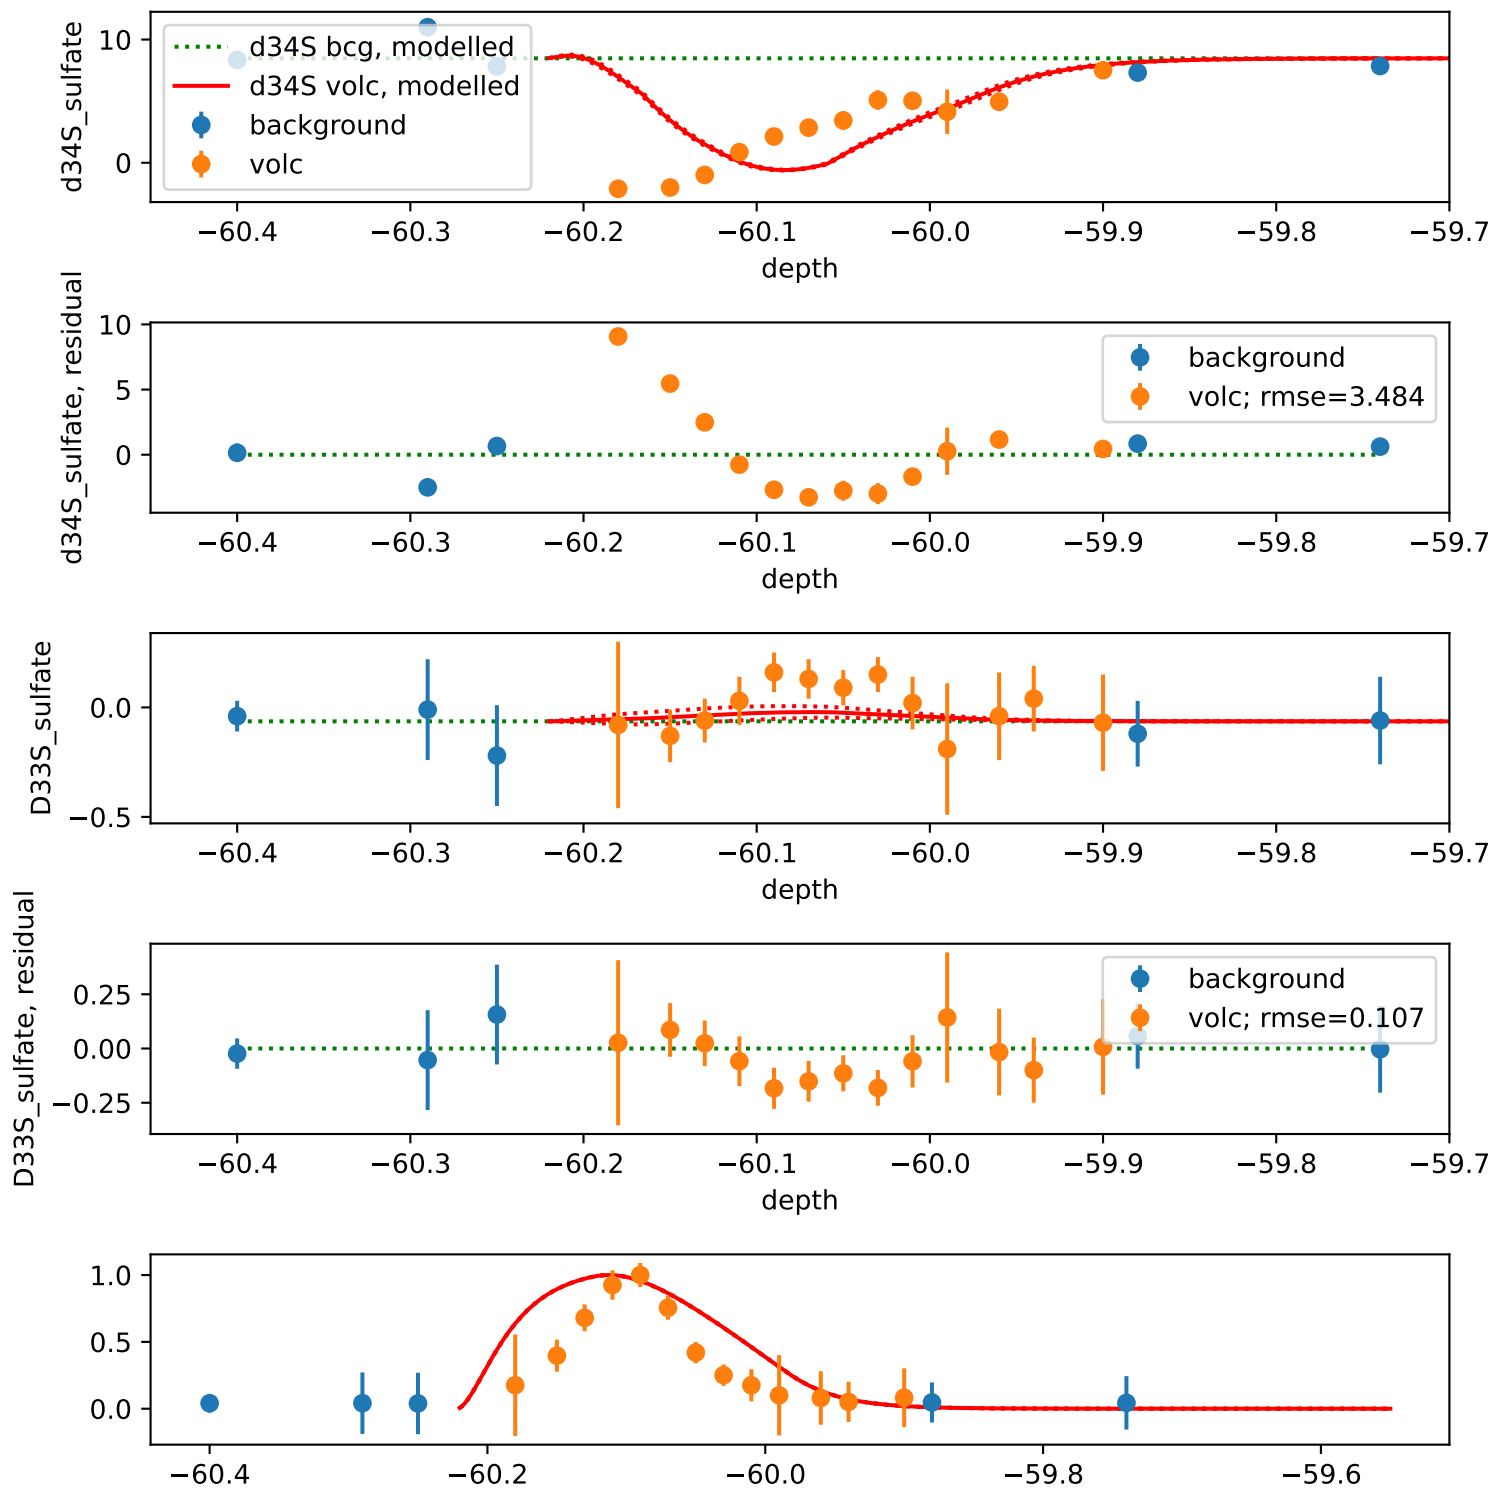 d34S_sulfate
10
0
d34S bcg, modelled
d34S volc, modelled
background
volc
−60.4 −60.3 −60.2 −60.1 −60.0 −59.9 −59.8 −59.7
depth
d34S_sulfate, residual
10
5
0
background
volc; rmse=3.484
−60.4 −60.3 −60.2 −60.1 −60.0 −59.9 −59.8 −59.7
depth
D33S_sulfate
0.0
−0.5
−60.4 −60.3 −60.2 −60.1 −60.0 −59.9 −59.8 −59.7
depth
D33S_sulfate, residual
0.25
0.00
−0.25
background
volc; rmse=0.107
−60.4 −60.3 −60.2 −60.1 −60.0 −59.9 −59.8 −59.7
depth
1.0
0.5
0.0
−60.4 −60.2 −60.0 −59.8 −59.6